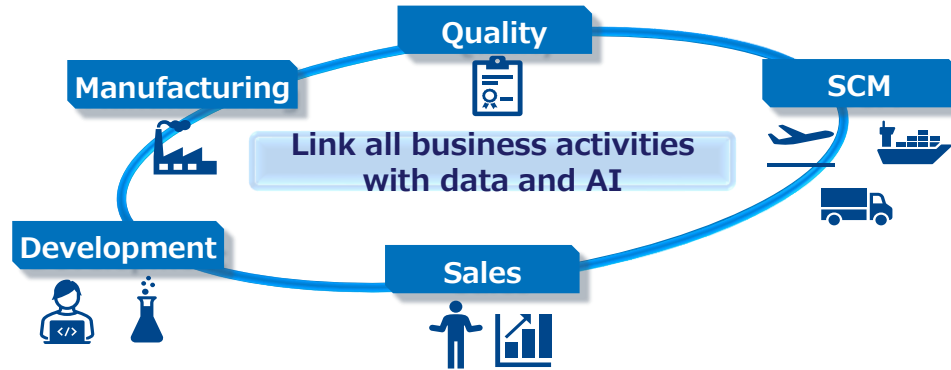 Quality
Manufacturing
SCM
Link all business activities
with data and AI
Development
</>
Sales